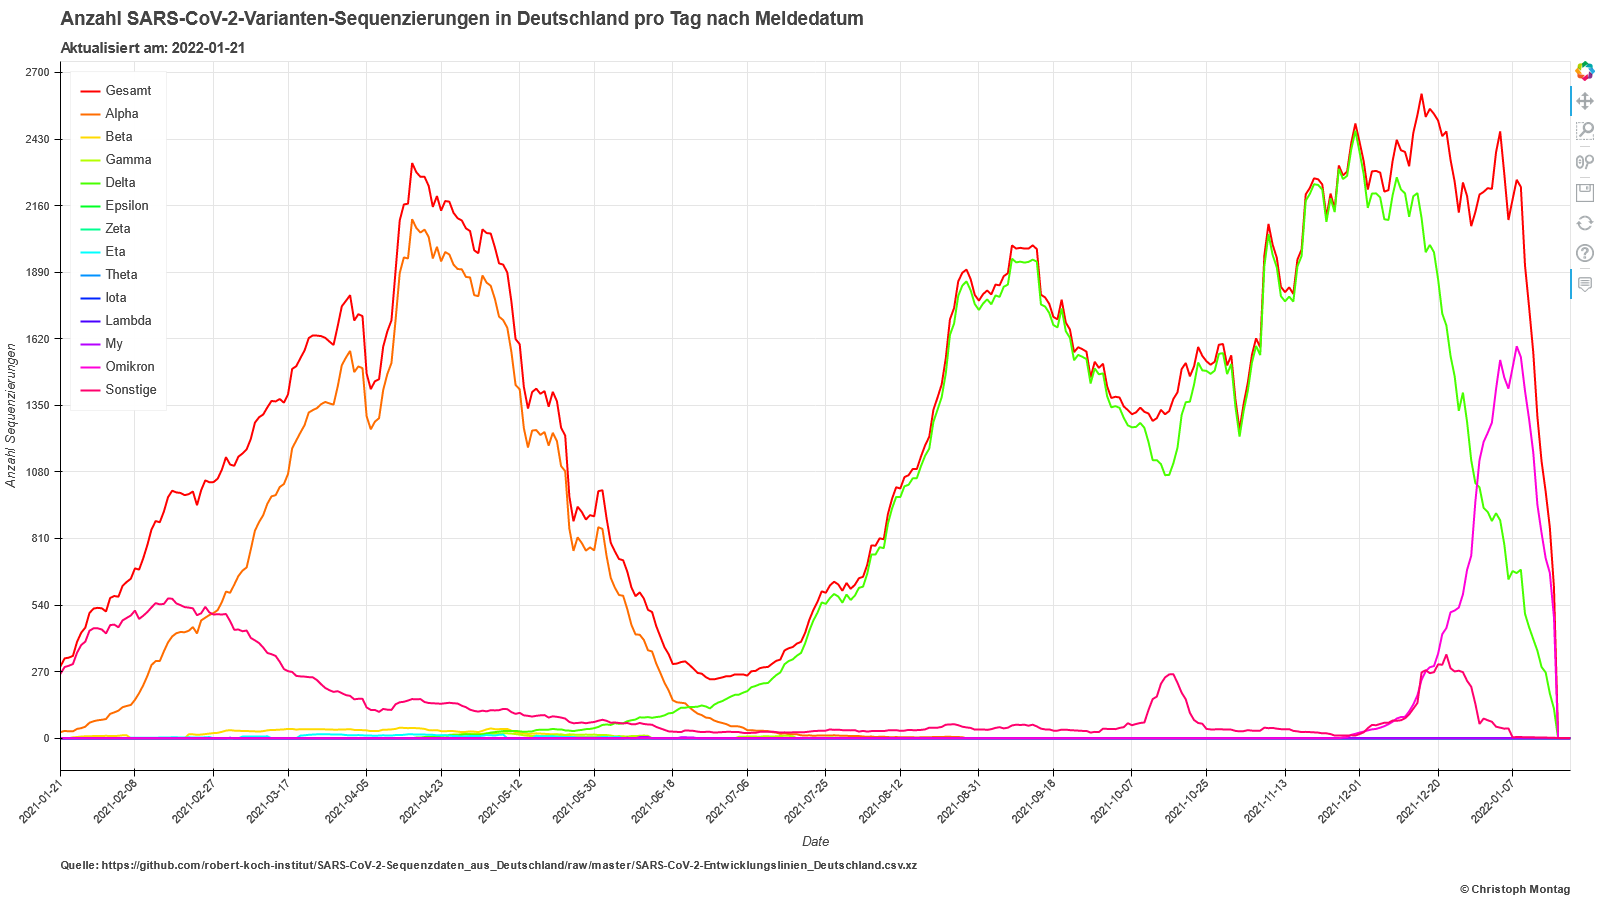 Anzahl SARS-CoV-2-Varianten-Sequenzierungen in Deutschland pro Tag nach Meldedatum
Aktualisiert am: 2022-01-21
2700
2430
2160
1890
1620
1350
1080
810
540
270
0
Anzahl Sequenzierungen
Gesamt
Alpha
Beta
Gamma
Delta
Epsilon
Zeta
Eta
Theta
Iota
Lambda
My
Omikron
Sonstige
2021-01-21
2021-02-08
2021-02-27
2021-03-17
2021-04-05
2021-04-23
2021-05-12
2021-05-30
2021-06-18
2021-07-06
2021-07-25
2021-08-12
2021-08-31
2021-09-18
2021-10-07
2021-10-25
2021-11-13
2021-12-01
2021-12-20
2022-01-07
Date
Quelle: https://github.com/robert-koch-institut/SARS-CoV-2-Sequenzdaten_aus_Deutschland/raw/master/SARS-CoV-2-Entwicklungslinien_Deutschland.csv.xz
© Christoph Montag